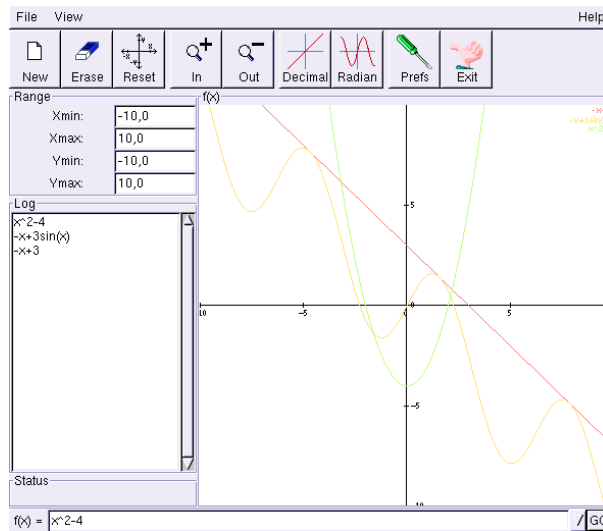 File View Help
New Erase Reset In Out Decimal Radian Prefs Exit
Range
Xmin: -10,0
Xmax: 10,0
Ymin: -10,0
Ymax: 10,0
Log
x^2-4
-x+3sin(x)
-x+3
Status
f(x)
5
-5
-5
0
5
10
-10
f(x) = x^2-4